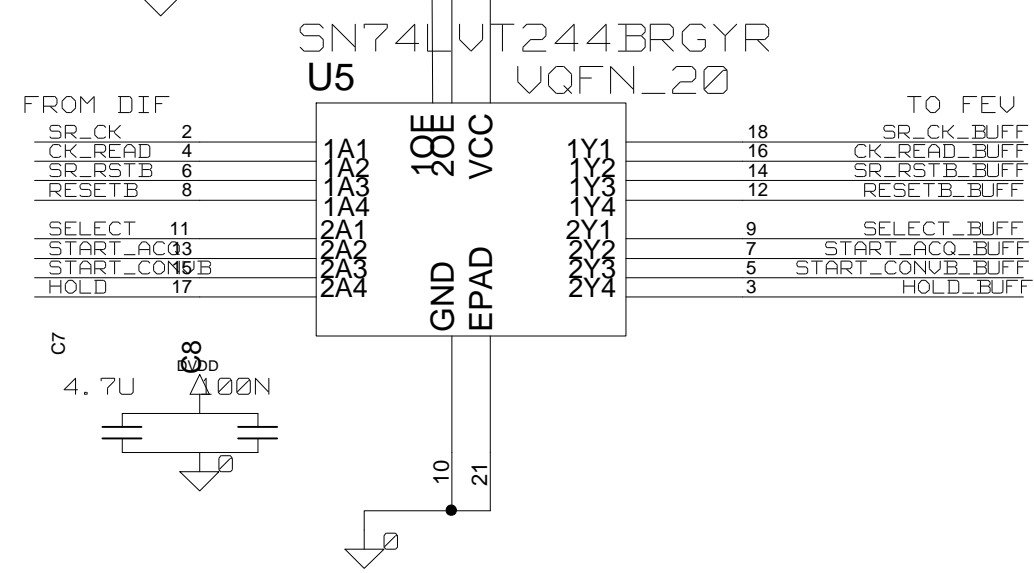 SN74LVT244BRGYR
U5
VQFN_20
FROM DIF
TO FEV
SR_CK 2
CK_READ 4
SR_RSTB 6
RESETB 8
SELECT 11
START_ACQ 13
START_CONVB 15
HOLD 17
1OE
2OE
VCC
1A1
1A2
1A3
1A4
2A1
2A2
2A3
2A4
GND
EPAD
1Y1
1Y2
1Y3
1Y4
2Y1
2Y2
2Y3
2Y4
18 SR_CK_BUFF
16 CK_READ_BUFF
14 SR_RSTB_BUFF
12 RESETB_BUFF
9 SELECT_BUFF
7 START_ACQ_BUFF
5 START_CONVB_BUFF
3 HOLD_BUFF
C7
C8
DVDD
4.7U
100N
0
10
21
0